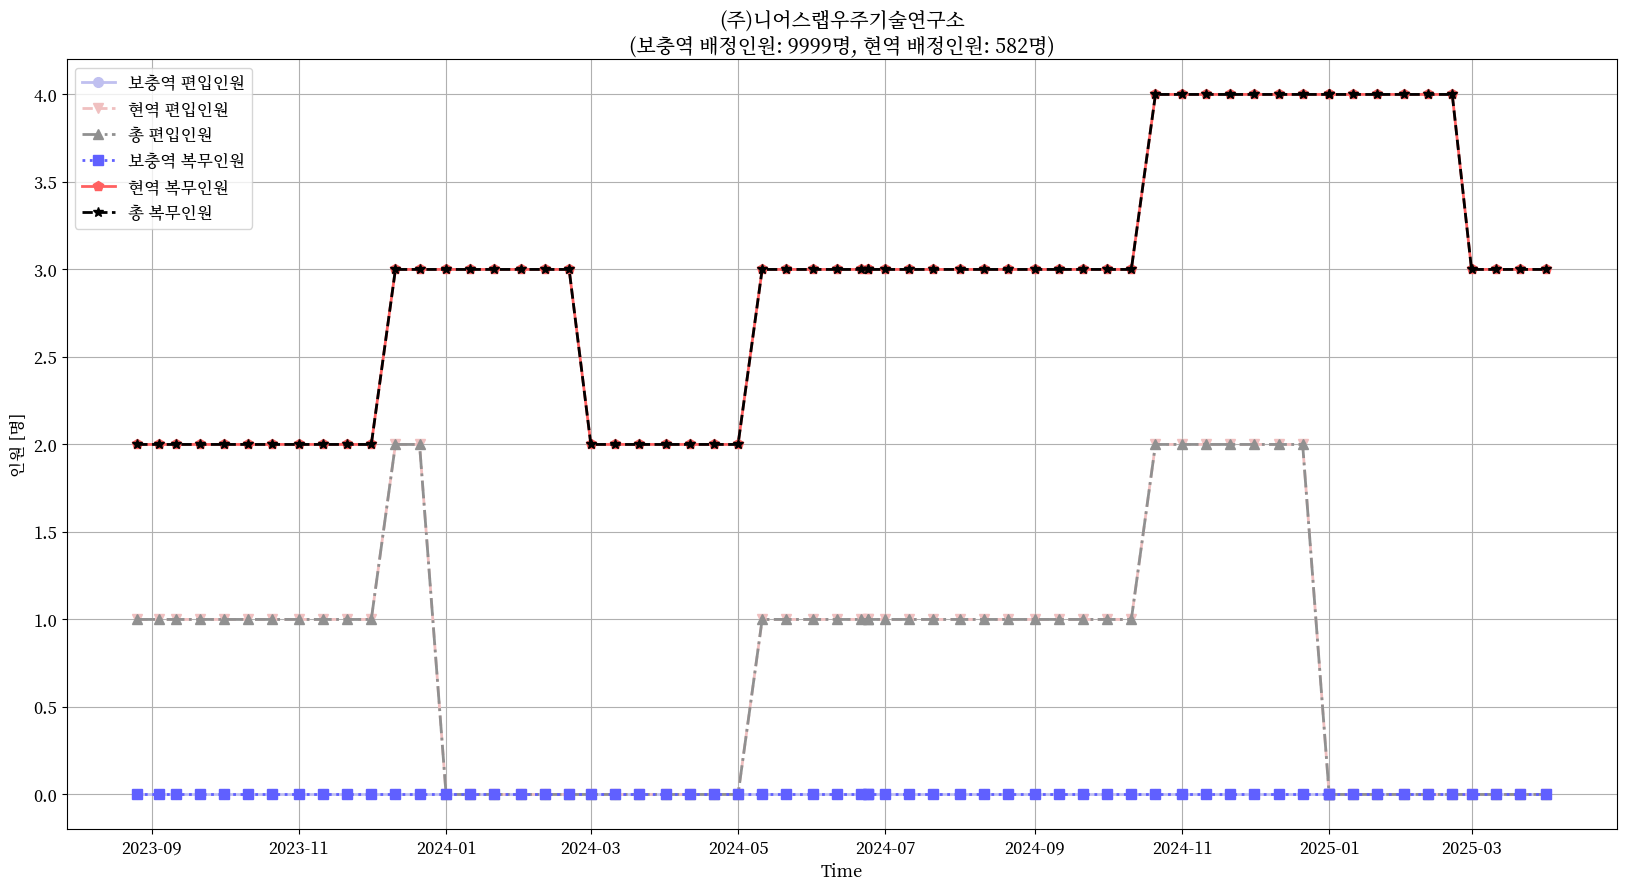 (주)니어스랩우주기술연구소
(보충역 배정인원: 9999명, 현역 배정인원: 582명)
보충역 편입인원
현역 편입인원
총 편입인원
보충역 복무인원
현역 복무인원
총 복무인원
인원 [명]
4.0
3.5
3.0
2.5
2.0
1.5
1.0
0.5
0.0
2023-09 2023-11 2024-01 2024-03 2024-05 2024-07 2024-09 2024-11 2025-01 2025-03
Time